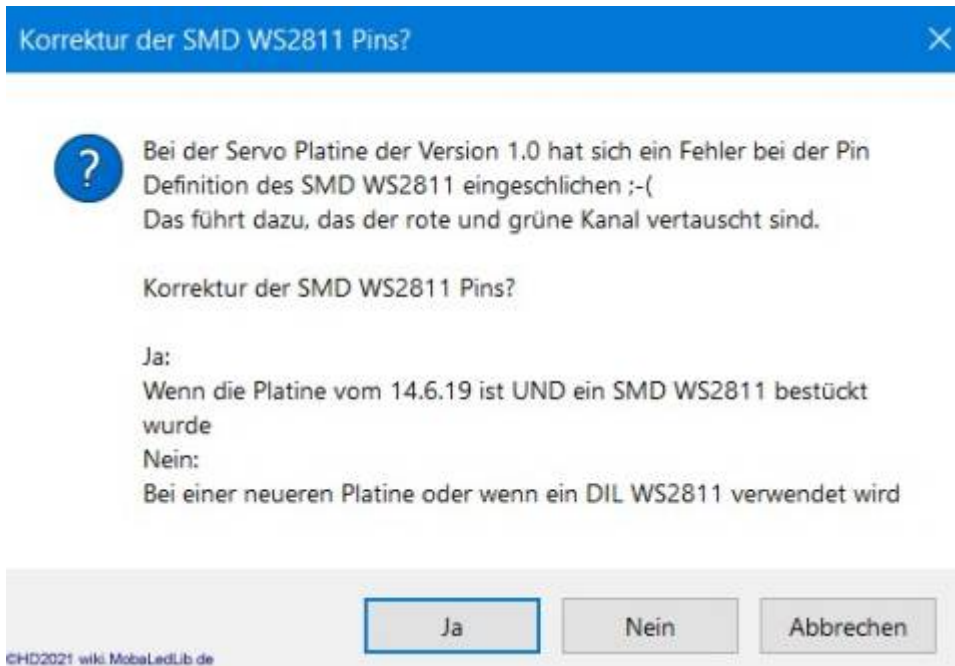 Korrektur der SMD WS2811 Pins?
Bei der Servo Platine der Version 1.0 hat sich ein Fehler bei der Pin
Definition des SMD WS2811 eingeschlichen ;-(
Das führt dazu, das der rote und grüne Kanal vertauscht sind.
Korrektur der SMD WS2811 Pins?
Ja:
Wenn die Platine vom 14.6.19 ist UND ein SMD WS2811 bestückt
wurde
Nein:
Bei einer neueren Platine oder wenn ein DIL WS2811 verwendet wird
Ja Nein Abbrechen
©HD2021 wiki.MobaLedLib.de